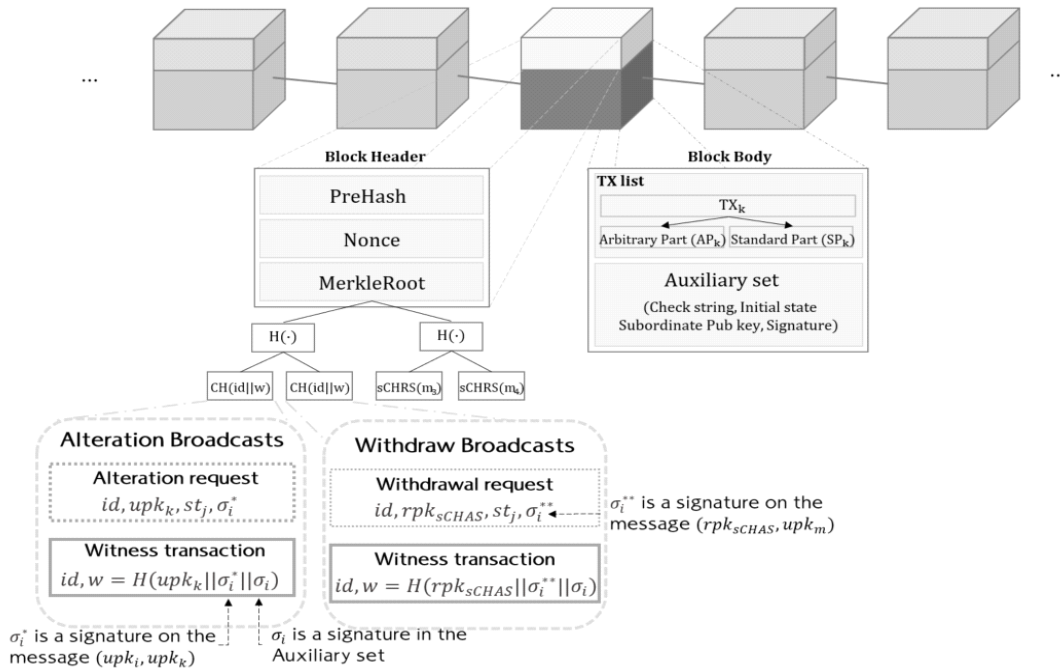 ...
..
Block Header
PreHash
Nonce
MerkleRoot
H(·)
H(·)
CH(id||w)
CH(id||w)
sCHRS(m₃)
sCHRS(m₄)
Block Body
TX list
TXₖ
Arbitrary Part (APₖ)
Standard Part (SPₖ)
Auxiliary set
(Check string, Initial state
Subordinate Pub key, Signature)
Alteration Broadcasts
Alteration request
id, upkₖ, stⱼ, σᵢ*
Witness transaction
id, w = H(upkₖ||σᵢ*||σᵢ)
σᵢ* is a signature on the
message (upkᵢ, upkₖ)
σᵢ is a signature in the
Auxiliary set
Withdraw Broadcasts
Withdrawal request
id, rpk_sCHAS, stⱼ, σᵢ**
Witness transaction
id, w = H(rpk_sCHAS||σᵢ**||σᵢ)
σᵢ** is a signature on the
message (rpk_sCHAS, upkₘ)